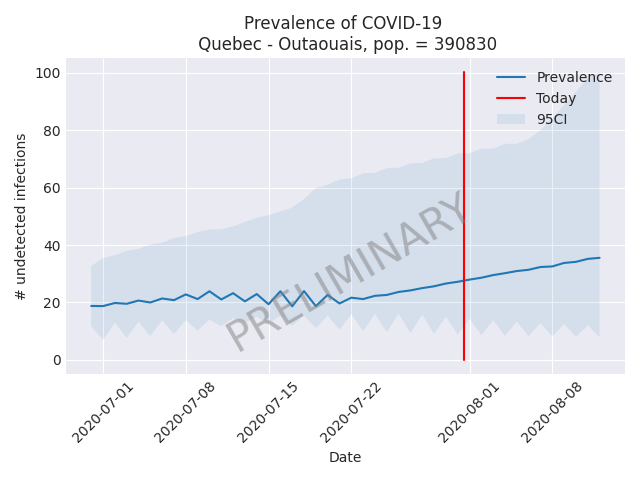 Prevalence of COVID-19
Quebec - Outaouais, pop. = 390830
100
80
60
40
20
0
# undetected infections
Prevalence
Today
95CI
PRELIMINARY
2020-07-01
2020-07-08
2020-07-15
2020-07-22
2020-08-01
2020-08-08
Date